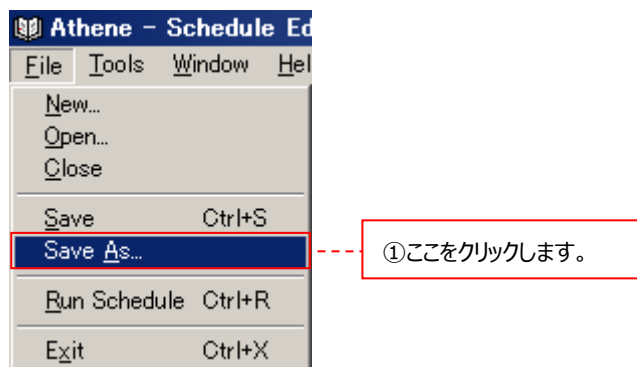 Athene - Schedule Ed
File Tools Window Hel
New...
Open...
Close
Save Ctrl+S
Save As...
①ここをクリックします。
Run Schedule Ctrl+R
Exit Ctrl+X